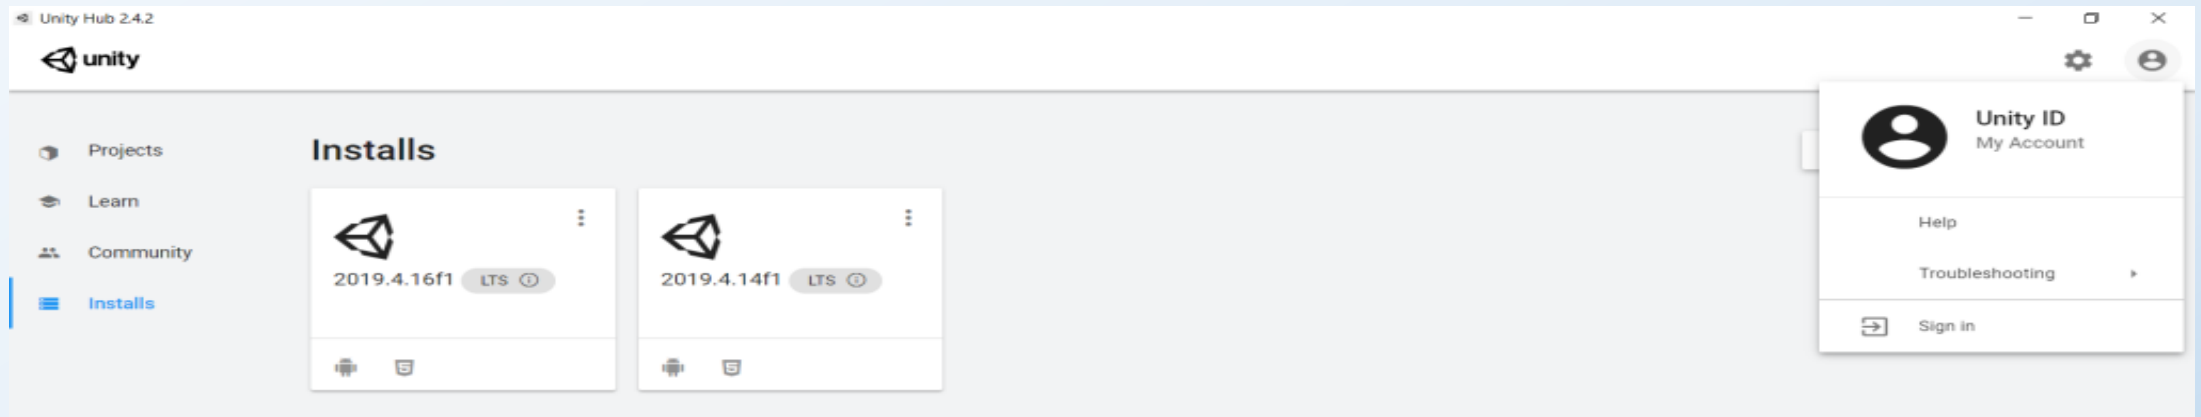 Unity Hub 2.4.2
unity
Projects
Learn
Community
Installs
Installs
2019.4.16f1 LTS
2019.4.14f1 LTS
Unity ID
My Account
Help
Troubleshooting
Sign in